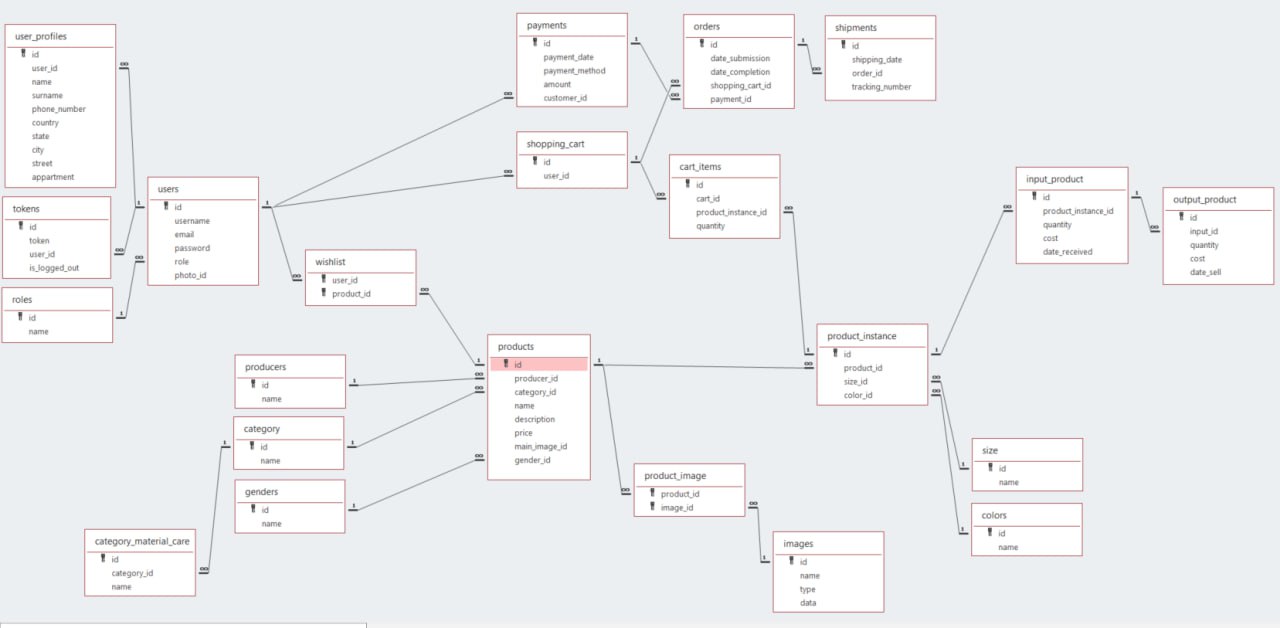 user_profiles
id
user_id
name
surname
phone_number
country
state
city
street
appartment
tokens
id
token
user_id
is_logged_out
roles
id
name
users
id
username
email
password
role
photo_id
payments
id
payment_date
payment_method
amount
customer_id
shopping_cart
id
user_id
orders
id
date_submission
date_completion
shopping_cart_id
payment_id
shipments
id
shipping_date
order_id
tracking_number
cart_items
id
cart_id
product_instance_id
quantity
wishlist
user_id
product_id
input_product
id
product_instance_id
quantity
cost
date_received
output_product
id
input_id
quantity
cost
date_sell
producers
id
name
category
id
name
genders
id
name
category_material_care
id
category_id
name
products
id
producer_id
category_id
name
description
price
main_image_id
gender_id
product_instance
id
product_id
size_id
color_id
product_image
product_id
image_id
images
id
name
type
data
size
id
name
colors
id
name
1
∞
1
∞
1
∞
1
∞
∞
∞
1
∞
1
∞
1
∞
1
∞
1
∞
1
∞
1
∞
1
∞
1
∞
1
∞
∞
1
∞
1
∞
1
∞
1
∞
1
∞